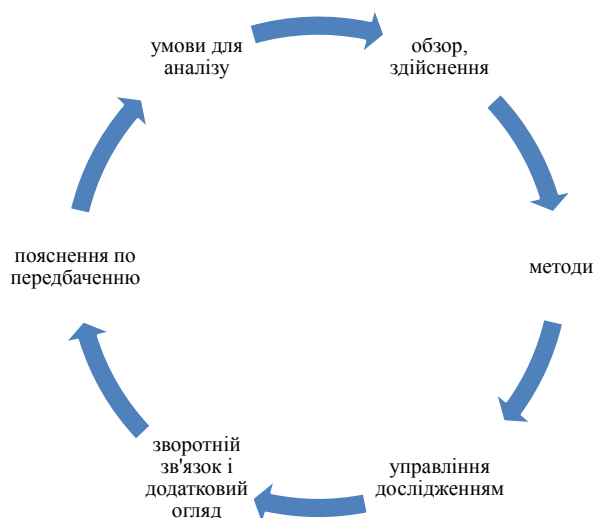 умови для
аналізу
обзор,
здійснення
методи
управління
дослідженням
зворотній
зв'язок і
додатковий
огляд
пояснення по
передбаченню